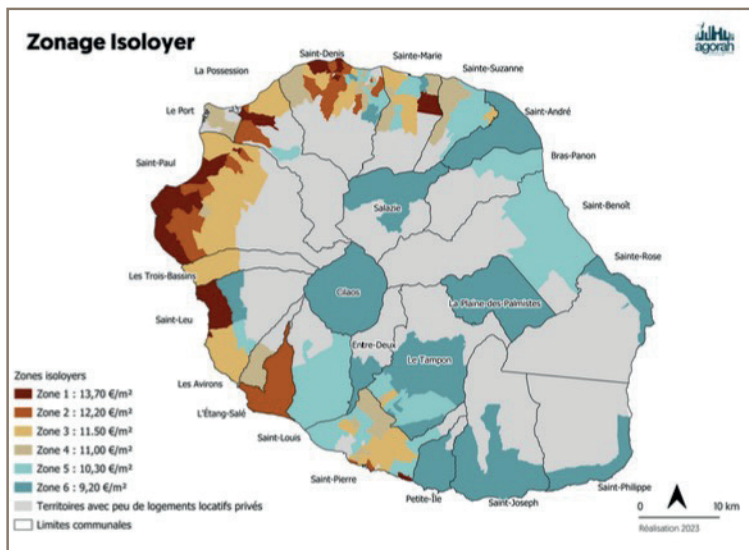 Zonage Isoloyer
agorah
Saint-Denis
Sainte-Marie
Sainte-Suzanne
La Possession
Le Port
Saint-André
Saint-Paul
Bras-Panon
Salazie
Saint-Benoît
Sainte-Rose
Les Trois-Bassins
Cilaos
La Plaine des Palmistes
Saint-Leu
Entre-Deux
Le Tampon
Les Avirons
L'Étang-Salé
Saint-Louis
Saint-Pierre
Petite-Île
Saint-Joseph
Saint-Philippe
Zones isoloyers
Zone 1 : 13,70 €/m²
Zone 2 : 12,20 €/m²
Zone 3 : 11.50 €/m²
Zone 4 : 11,00 €/m²
Zone 5 : 10,30 €/m²
Zone 6 : 9,20 €/m²
Territoires avec peu de logements locatifs privés
Limites communales
0 10 km
Réalisation 2023